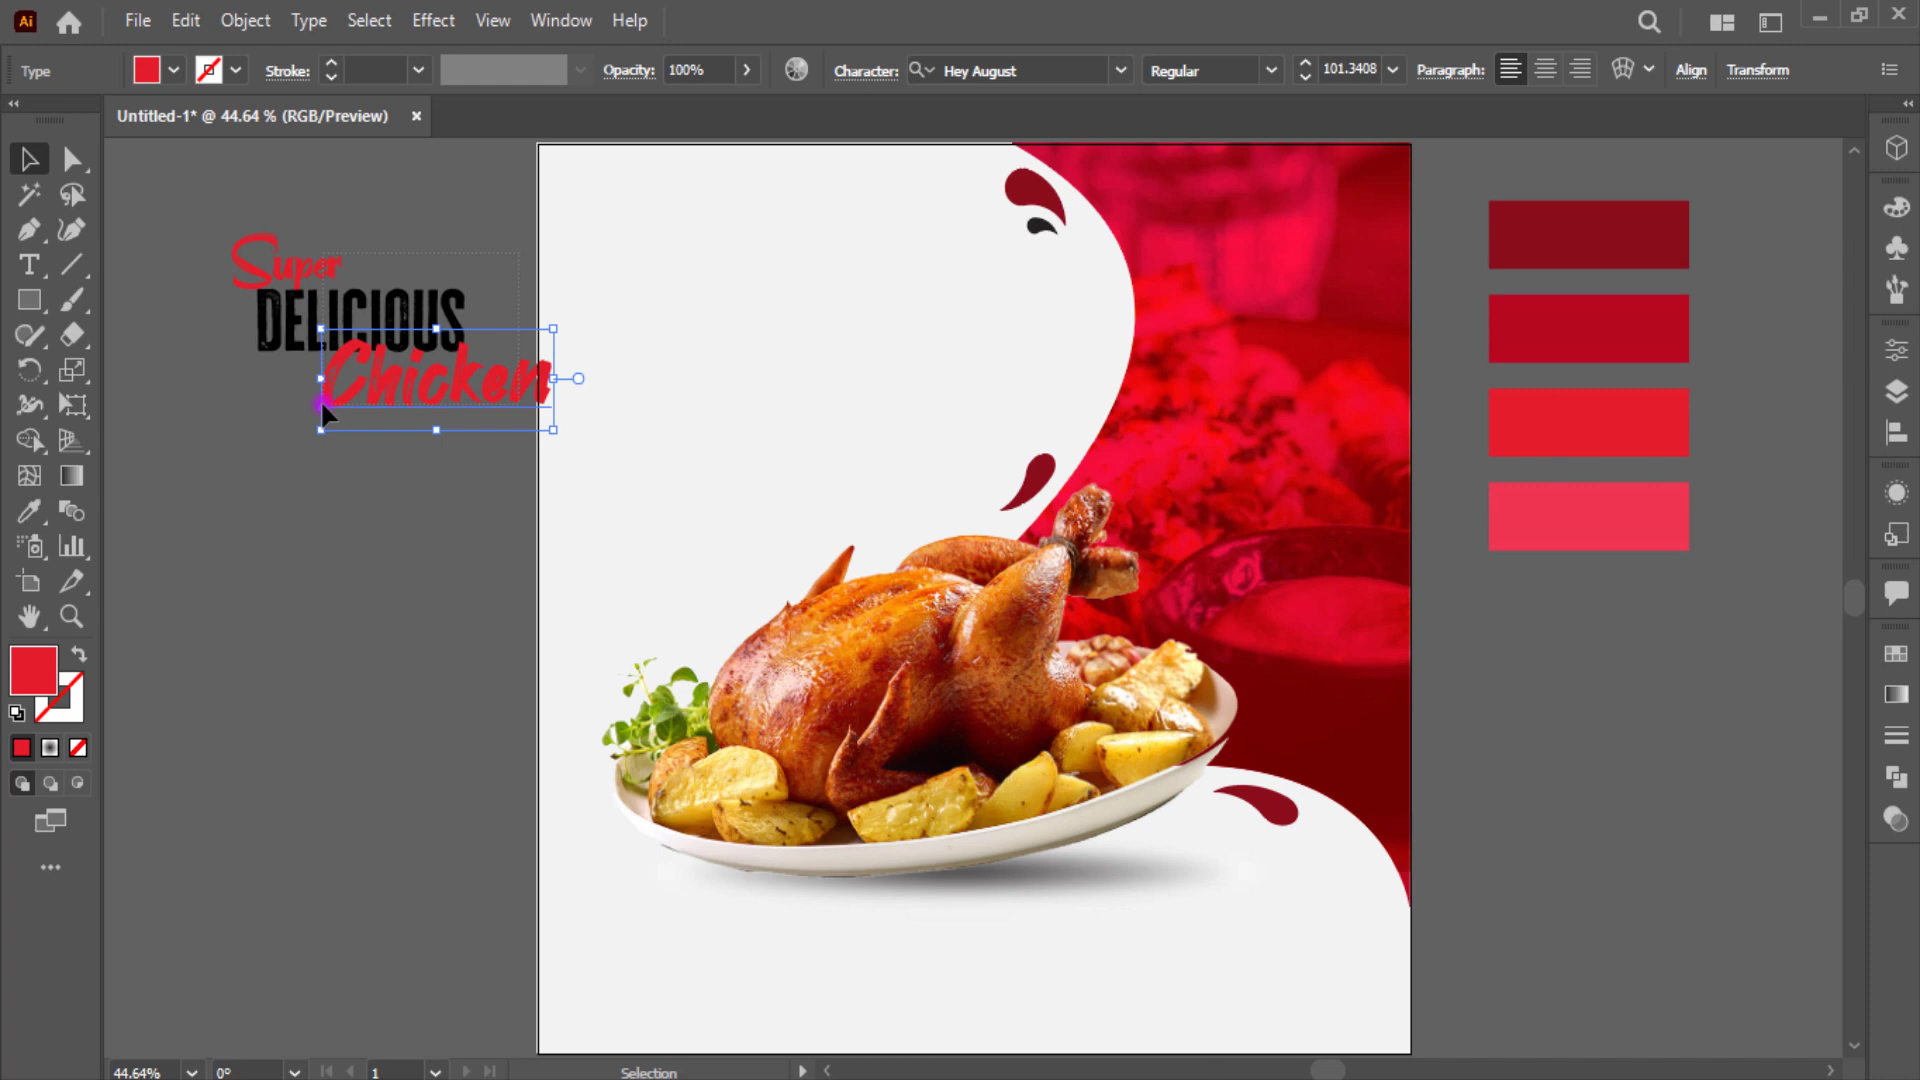 Ai File Edit Object Type Select Effect View Window Help
Type Stroke: Opacity: 100% Character: Hey August Regular 101.3408 Paragraph: Align Transform
Untitled-1* @ 44.64 % (RGB/Preview) ×
Super
DELICIOUS
Chicken
44.64% 0° 1 Selection